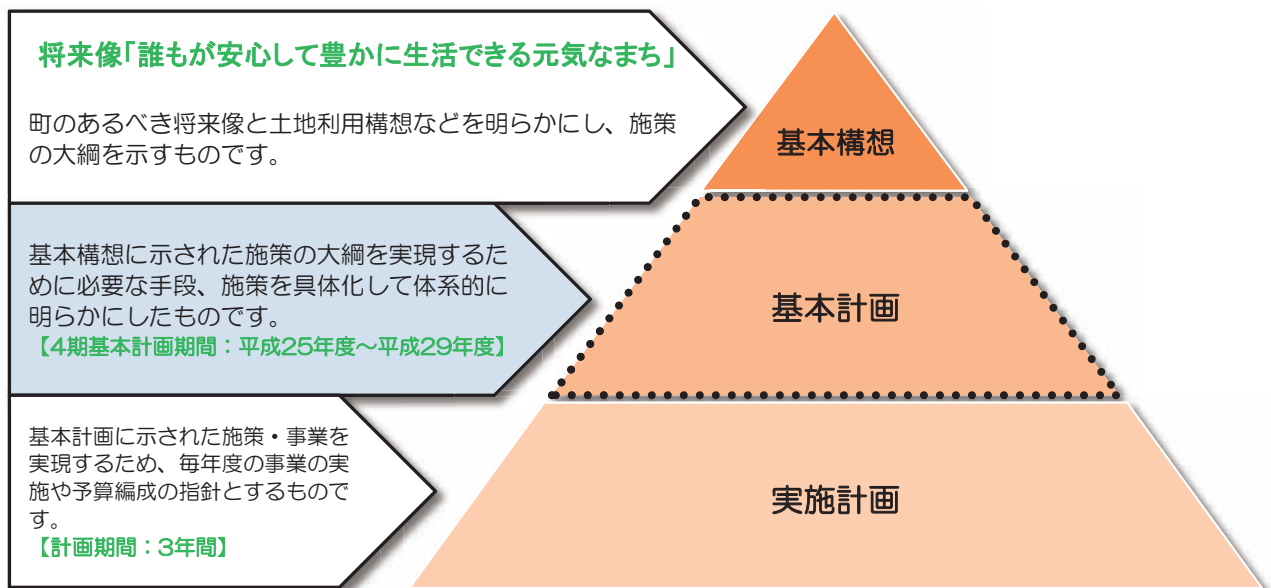 将来像「誰もが安心して豊かに生活できる元気なまち」
町のあるべき将来像と土地利用構想などを明らかにし、施策
の大綱を示すものです。
基本構想
基本構想に示された施策の大綱を実現するた
めに必要な手段、施策を具体化して体系的に
明らかにしたものです。
【4期基本計画期間：平成25年度～平成29年度】
基本計画
基本計画に示された施策・事業を
実現するため、毎年度の事業の実
施や予算編成の指針とするもので
す。
【計画期間：3年間】
実施計画